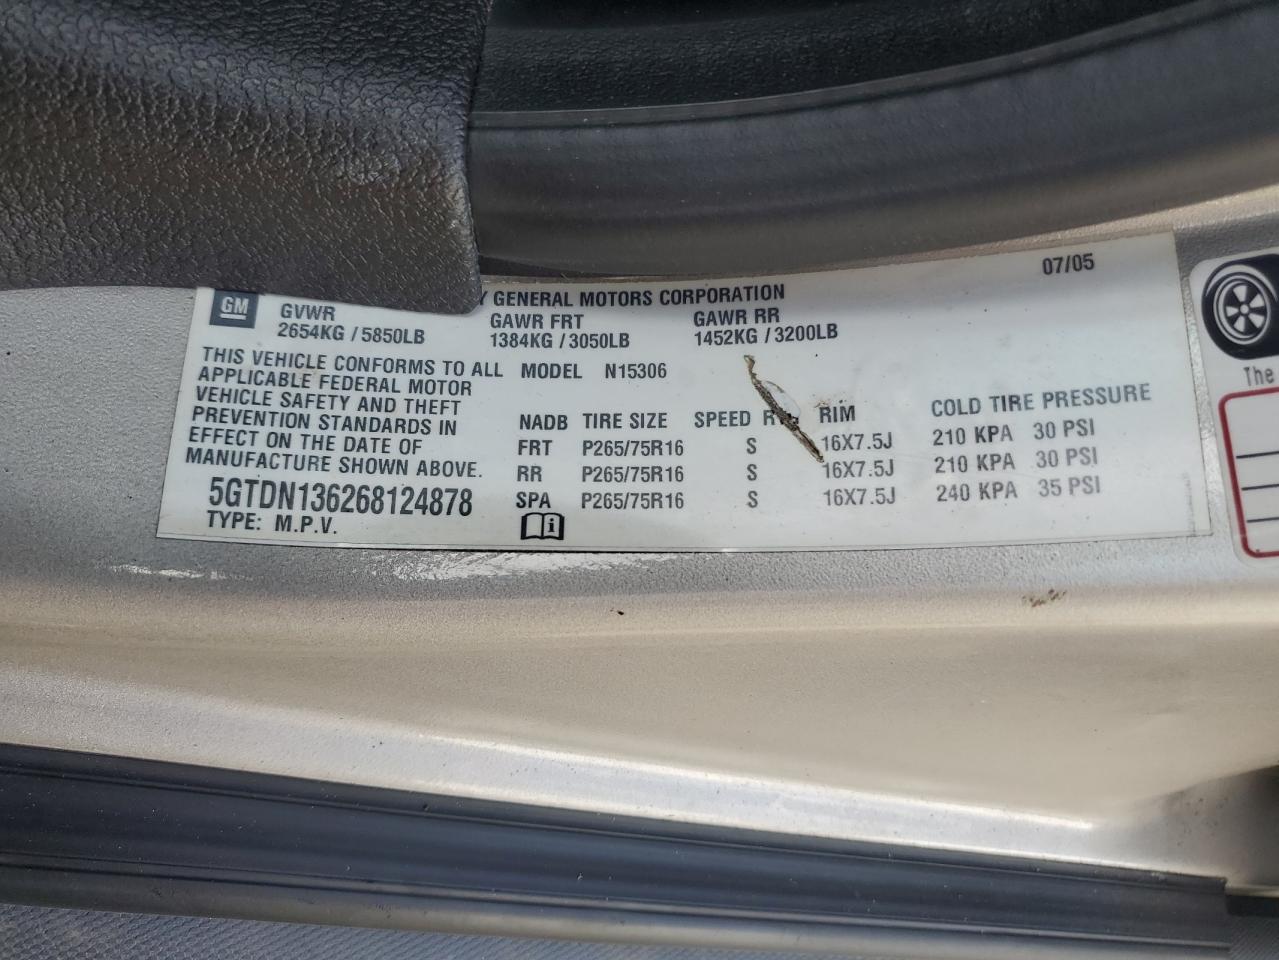 07/05
GM
Y GENERAL MOTORS CORPORATION
GVWR GAWR FRT GAWR RR
2654KG / 5850LB 1384KG / 3050LB 1452KG / 3200LB
THIS VEHICLE CONFORMS TO ALL
APPLICABLE FEDERAL MOTOR
VEHICLE SAFETY AND THEFT
PREVENTION STANDARDS IN
EFFECT ON THE DATE OF
MANUFACTURE SHOWN ABOVE.
5GTDN136268124878
TYPE: M.P.V.
MODEL N15306
NADB TIRE SIZE SPEED R RIM COLD TIRE PRESSURE
FRT P265/75R16 S 16X7.5J 210 KPA 30 PSI
RR P265/75R16 S 16X7.5J 210 KPA 30 PSI
SPA P265/75R16 S 16X7.5J 240 KPA 35 PSI
i
The